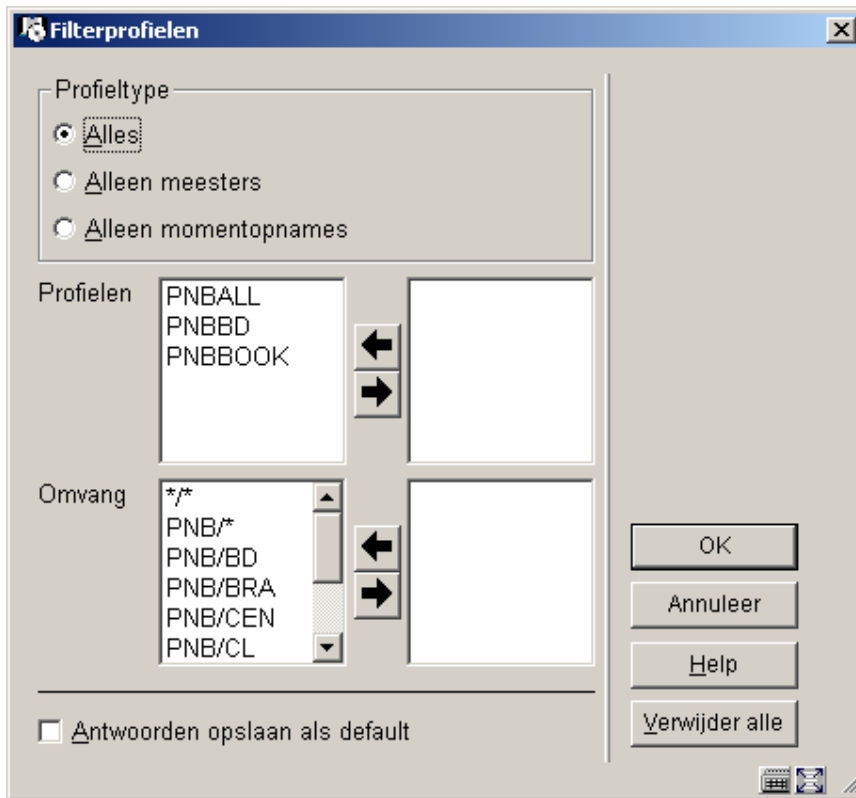 Filterprofielen
Profieltype
Alles
Alleen meesters
Alleen momentopnames
Profielen
PNBALL
PNBBD
PNBBOOK
Omvang
*/*
PNB/*
PNB/BD
PNB/BRA
PNB/CEN
PNB/CL
OK
Annuleer
Help
Verwijder alle
Antwoorden opslaan als default